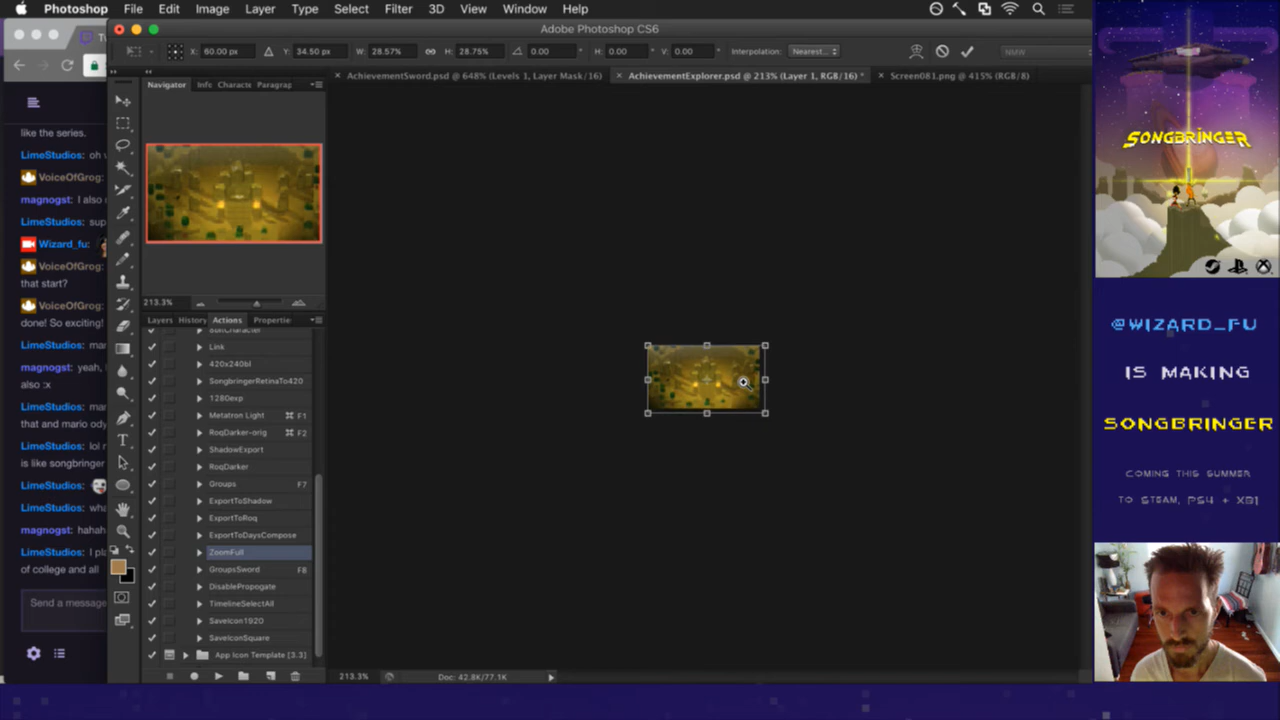 Photoshop File Edit Image Layer Type Select Filter 3D View Window Help
Adobe Photoshop CS6
X: 60.00 px Y: 34.50 px W: 28.57% H: 28.75% 0.00 ° H: 0.00 ° V: 0.00 ° Interpolation: Nearest...
AchievementSword.psd @ 648% (Levels 1, Layer Mask/16)
AchievementExplorer.psd @ 213% (Layer 1, RGB/16) *
Screen081.png @ 415% (RGB/8)
Navigator Info Characte Paragrap
213.3%
Layers History Actions Propertie
Link
420x240bl
SongbringerRetinaTo420
1280exp
Metatron Light ⌘ F1
RoqDarker-orig ⌘ F2
ShadowExport
RoqDarker
Groups F7
ExportToShadow
ExportToRoq
ExportToDaysCompose
ZoomFull
GroupsSword F8
DisablePropogate
TimelineSelectAll
SaveIcon1920
SaveIconSquare
App Icon Template [3.3]
213.3% Doc: 42.8K/77.1K
like the series.
LimeStudios: oh
VoiceOfGrog:
magnogst: I also
LimeStudios: sup
Wizard_fu:
VoiceOfGrog:
that start?
VoiceOfGrog:
done! So exciting!
LimeStudios: mar
magnogst: yeah,
also :x
LimeStudios: mar
that and mario ody
LimeStudios: lol
is like songbringer
LimeStudios:
LimeStudios: wha
magnogst: hahah
LimeStudios: I pl
of college and all
Send a message
SONGBRINGER
@WIZARD_FU
IS MAKING
SONGBRINGER
COMING THIS SUMMER
TO STEAM, PS4 + XB1